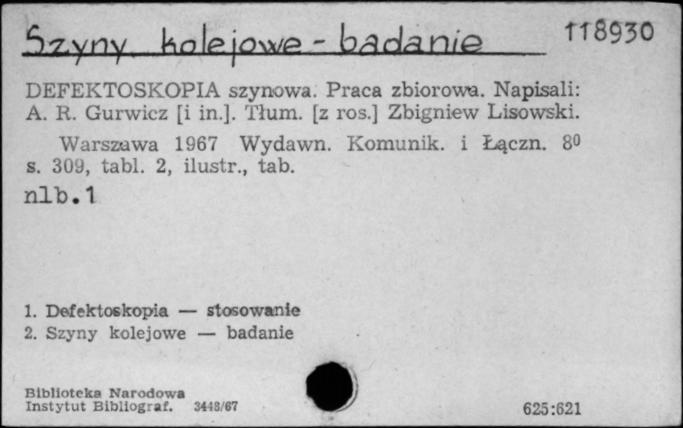 Szyny kolejowe - badanie 118930
DEFEKTOSKOPIA szynowa. Praca zbiorowa. Napisali:
A. R. Gurwicz [i in.]. Tłum. [z ros.] Zbigniew Lisowski.
Warszawa 1967 Wydawn. Komunik. i Łączn. 8⁰
s. 309, tabl. 2, ilustr., tab.
nlb.1
1. Defektoskopia — stosowanie
2. Szyny kolejowe — badanie
Biblioteka Narodowa
Instytut Bibliograf. 3448/67 625:621